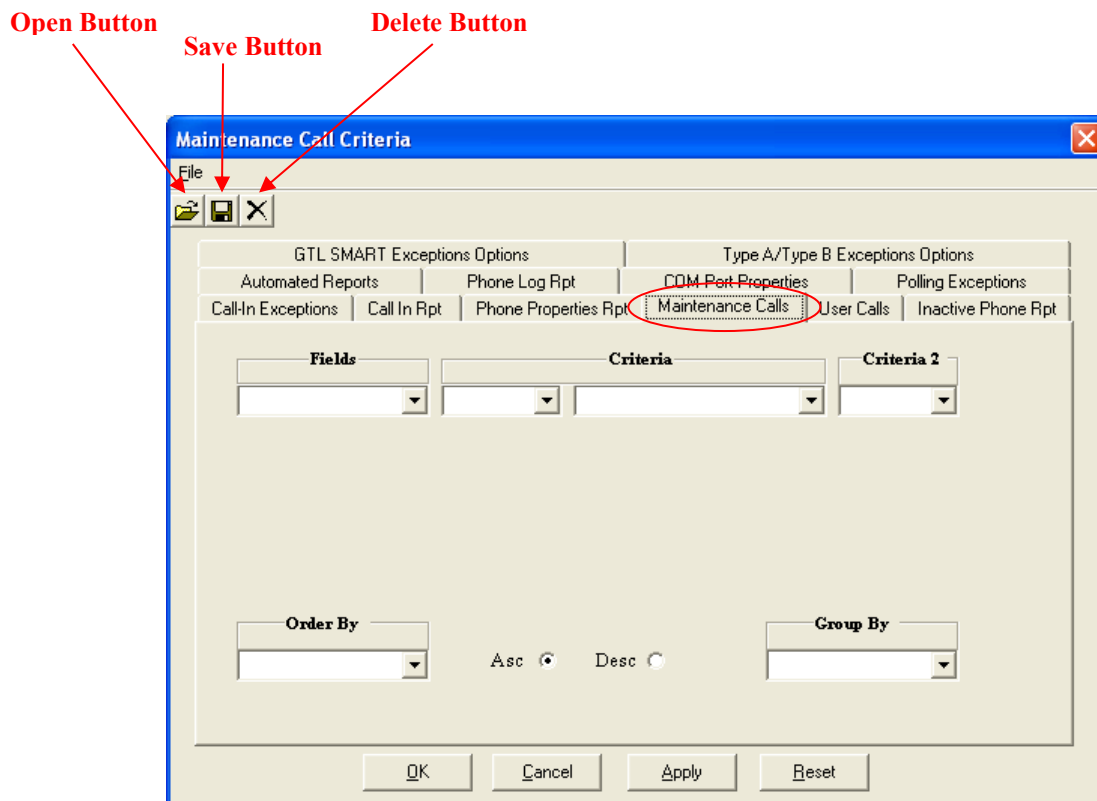 Open Button
Save Button
Delete Button
Maintenance Call Criteria
File
GTL SMART Exceptions Options Type A/Type B Exceptions Options
Automated Reports Phone Log Rpt COM Port Properties Polling Exceptions
Call-In Exceptions Call In Rpt Phone Properties Rpt Maintenance Calls User Calls Inactive Phone Rpt
Fields Criteria Criteria 2
Order By Group By
Asc Desc
OK Cancel Apply Reset